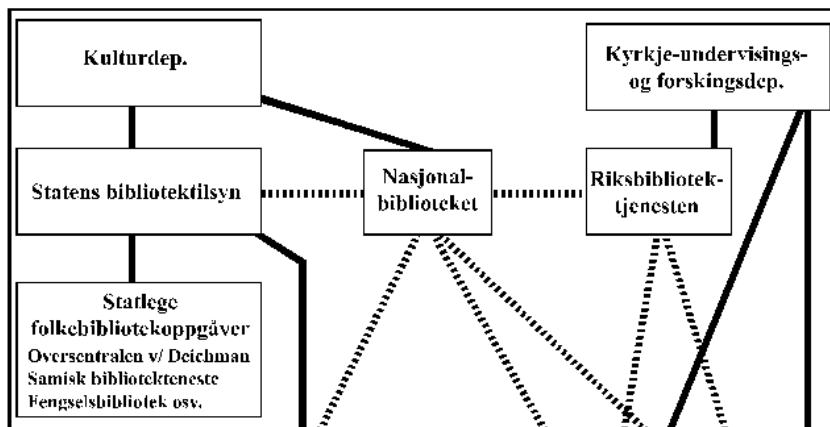 Kulturdep.
Kyrkje-undervisings-
og forskingsdep.
Statens bibliotektilsyn
Nasjonal-
biblioteket
Riksbibliotek-
tjenesten
Statlege
folkebibliotekoppgåver
Oversentralen v/ Deichman
Samisk bibliotekteneste
Fengselsbibliotek osv.